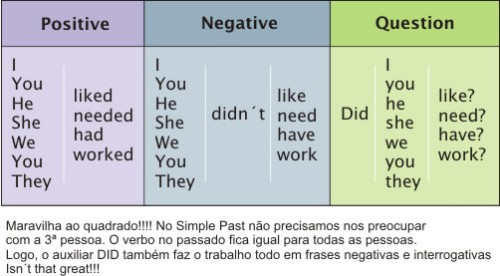 Positive Negative Question
I
You
He
She
We
You
They
liked
needed
had
worked
I
You
He
She
We
You
They
didn´t
like
need
have
work
Did
I
you
he
she
we
you
they
like?
need?
have?
work?
Maravilha ao quadrado!!!! No Simple Past não precisamos nos preocupar
com a 3ª pessoa. O verbo no passado fica igual para todas as pessoas.
Logo, o auxiliar DID também faz o trabalho todo em frases negativas e interrogativas
Isn´t that great!!!